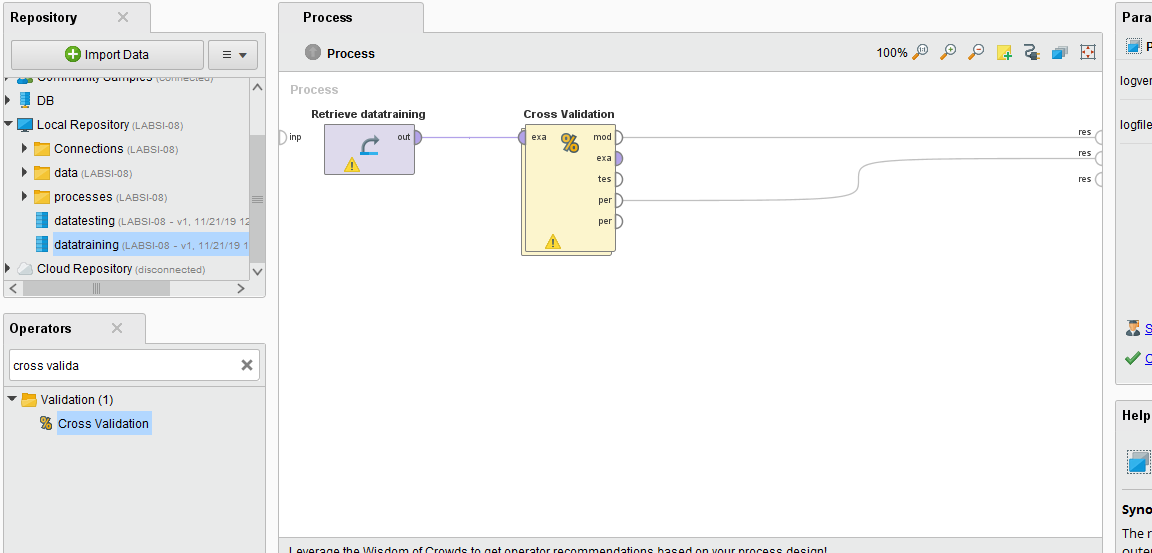 Repository
Import Data
Community Samples (connected)
DB
Local Repository (LABSI-08)
Connections (LABSI-08)
data (LABSI-08)
processes (LABSI-08)
datatesting (LABSI-08 - v1, 11/21/19 12
datatraining (LABSI-08 - v1, 11/21/19 1
Cloud Repository (disconnected)
Operators
cross valida
Validation (1)
Cross Validation
Process
Process
100%
Process
Retrieve datatraining
inp
out
Cross Validation
exa
mod
exa
tes
per
per
res
res
res
Leverage the Wisdom of Crowds to get operator recommendations based on your process design!
Para
P
logver
logfile
S
C
Help
Syno
The r
oute